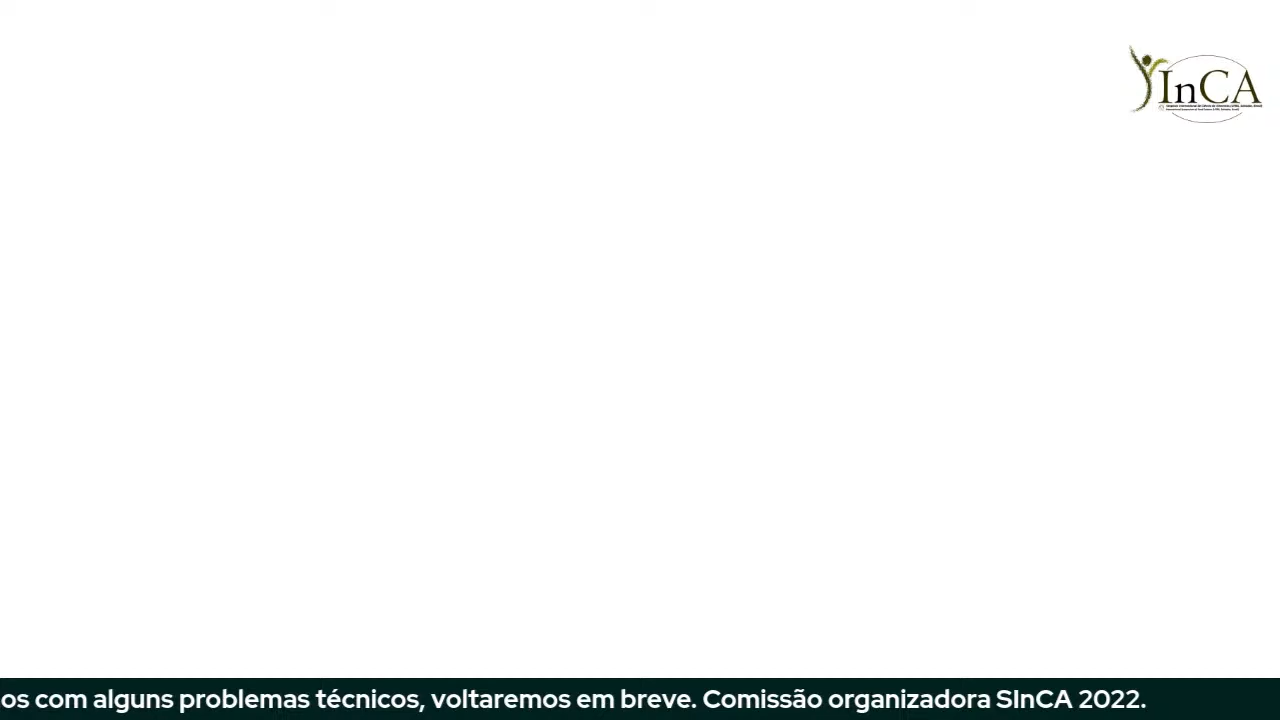 InCA
os com alguns problemas técnicos, voltaremos em breve. Comissão organizadora SInCA 2022.